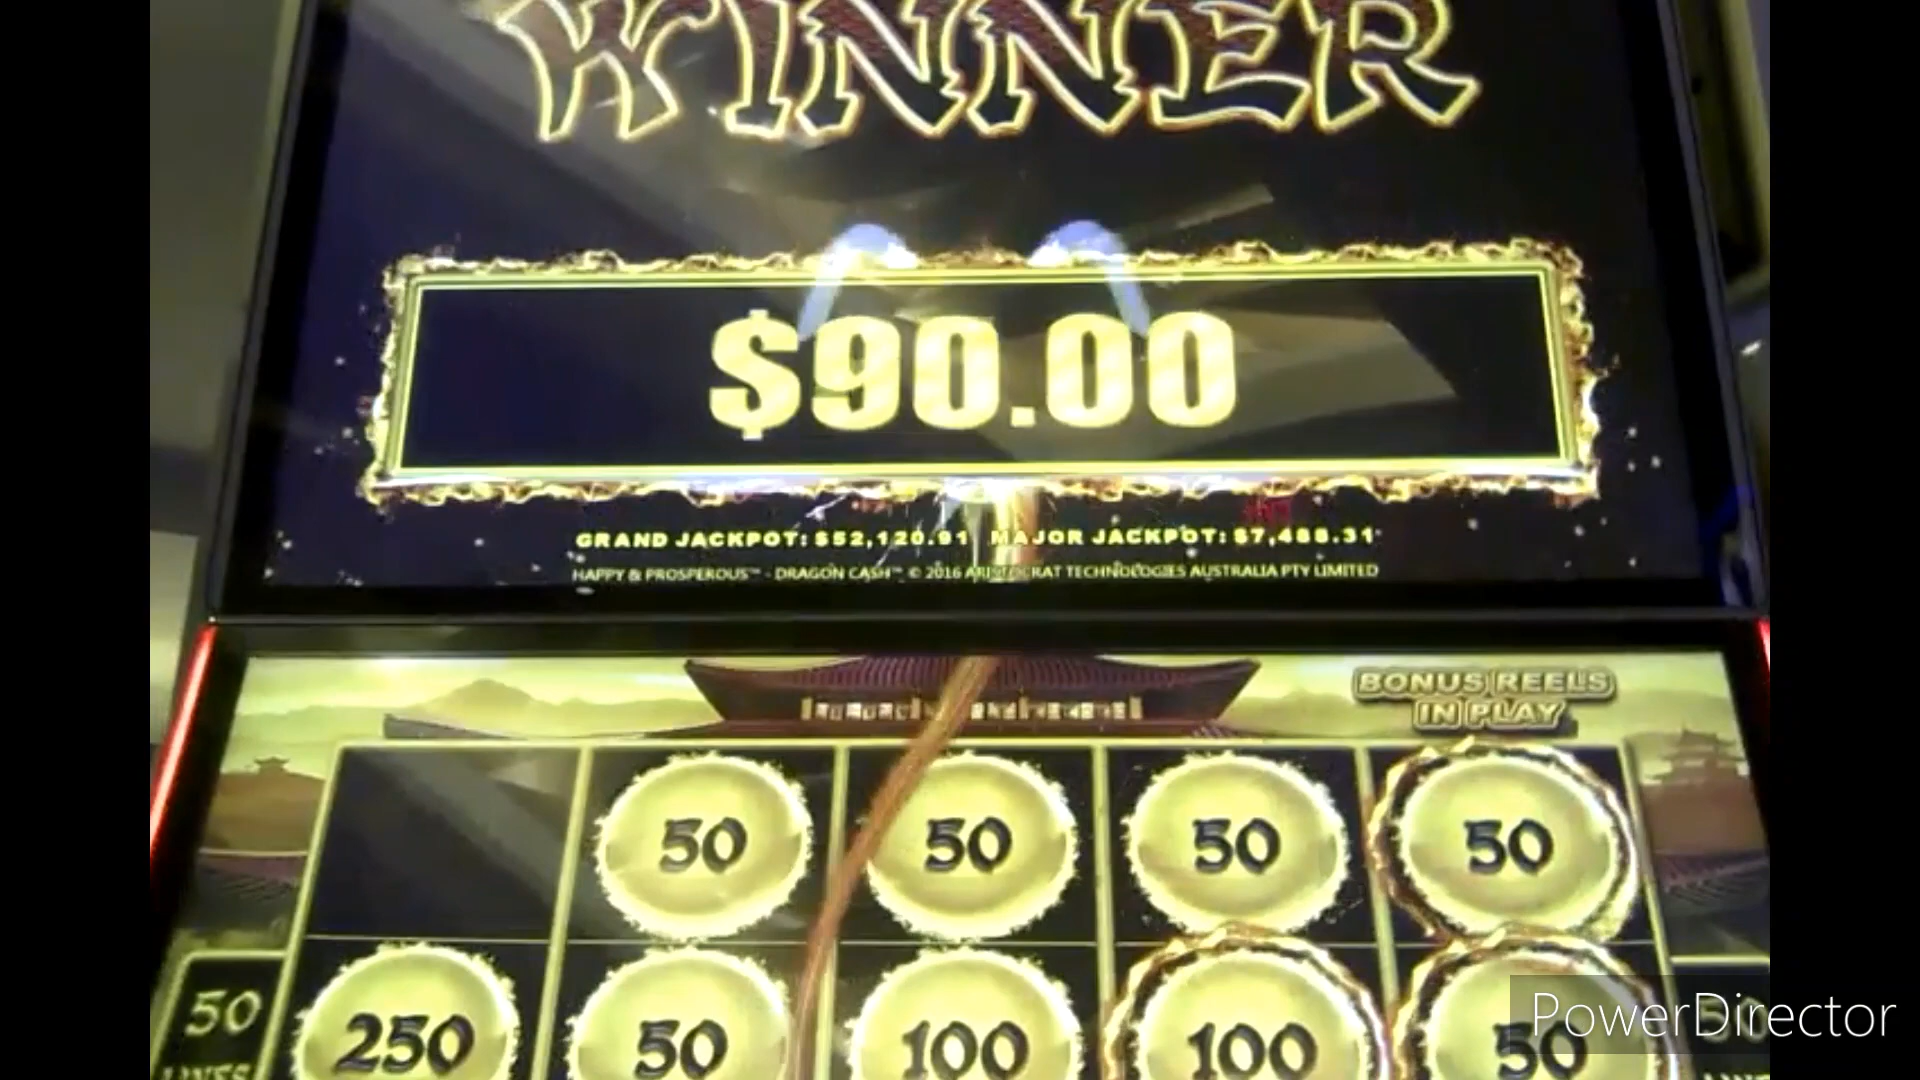 WINNER
$90.00
GRAND JACKPOT: $52,120.91 MAJOR JACKPOT: $7,488.31
HAPPY & PROSPEROUS™ - DRAGON CASH™ © 2016 ARISTOCRAT TECHNOLOGIES AUSTRALIA PTY LIMITED
BONUS REELS
IN PLAY
50 50 50 50
250 50 100 100 50
50
LINES
PowerDirector